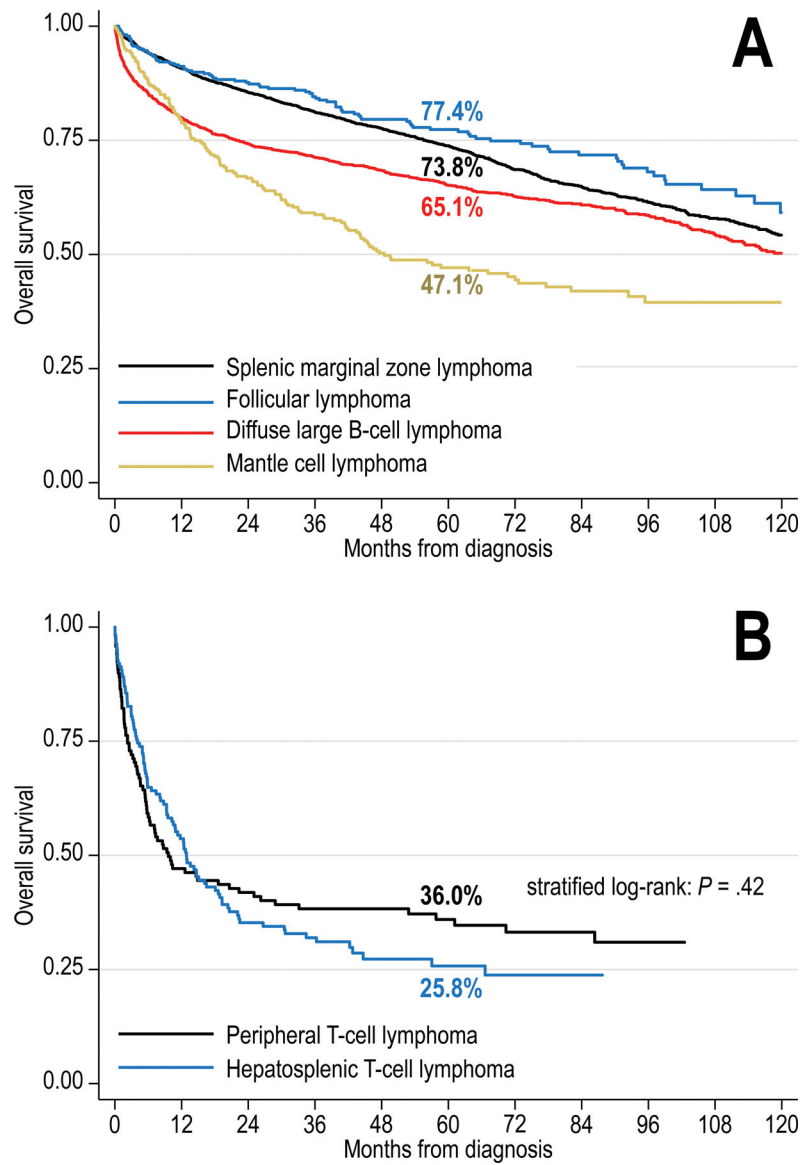 A
1.00
0.75
0.50
0.25
0.00
Overall survival
77.4%
73.8%
65.1%
47.1%
Splenic marginal zone lymphoma
Follicular lymphoma
Diffuse large B-cell lymphoma
Mantle cell lymphoma
0 12 24 36 48 60 72 84 96 108 120
Months from diagnosis
B
1.00
0.75
0.50
0.25
0.00
Overall survival
36.0%
stratified log-rank: P = .42
25.8%
Peripheral T-cell lymphoma
Hepatosplenic T-cell lymphoma
0 12 24 36 48 60 72 84 96 108 120
Months from diagnosis